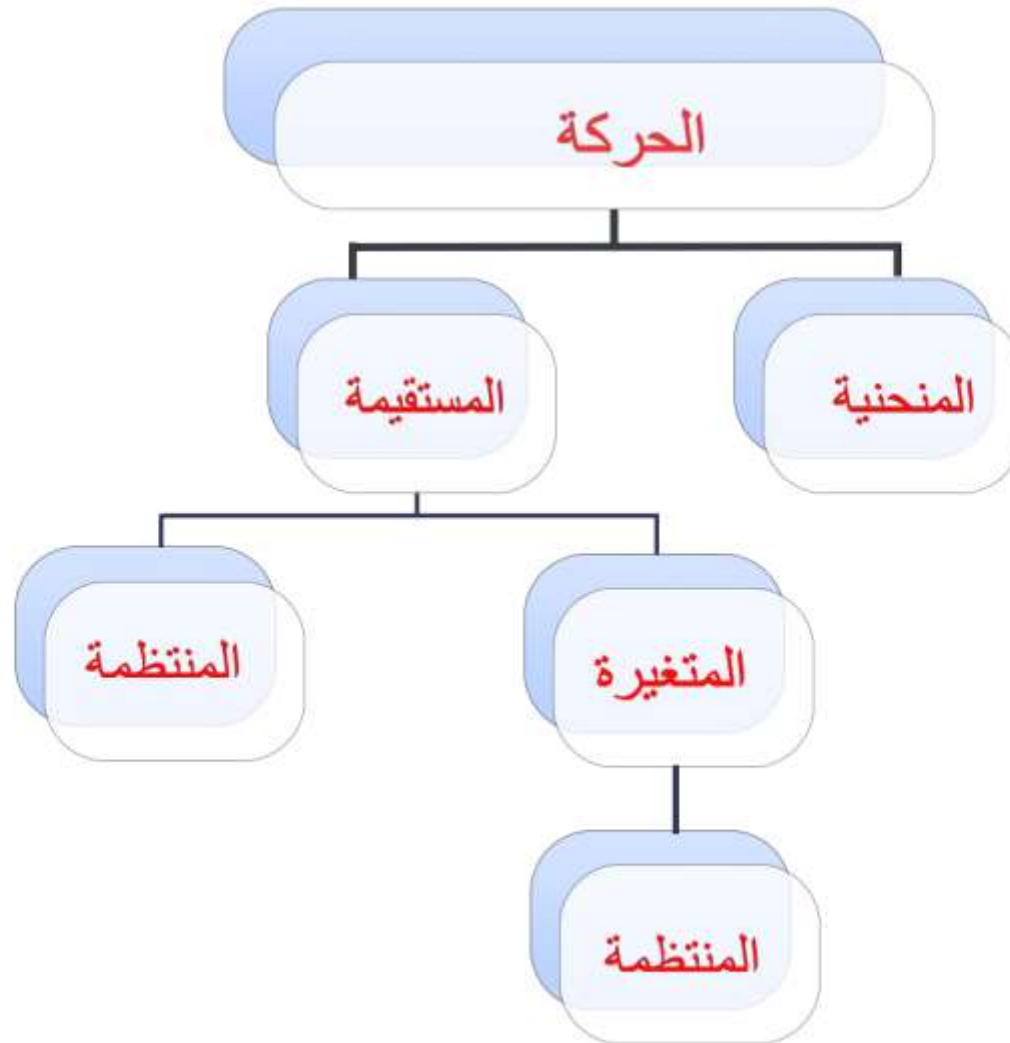 الحركة
المنحنية
المستقيمة
المتغيرة
المنتظمة
المنتظمة